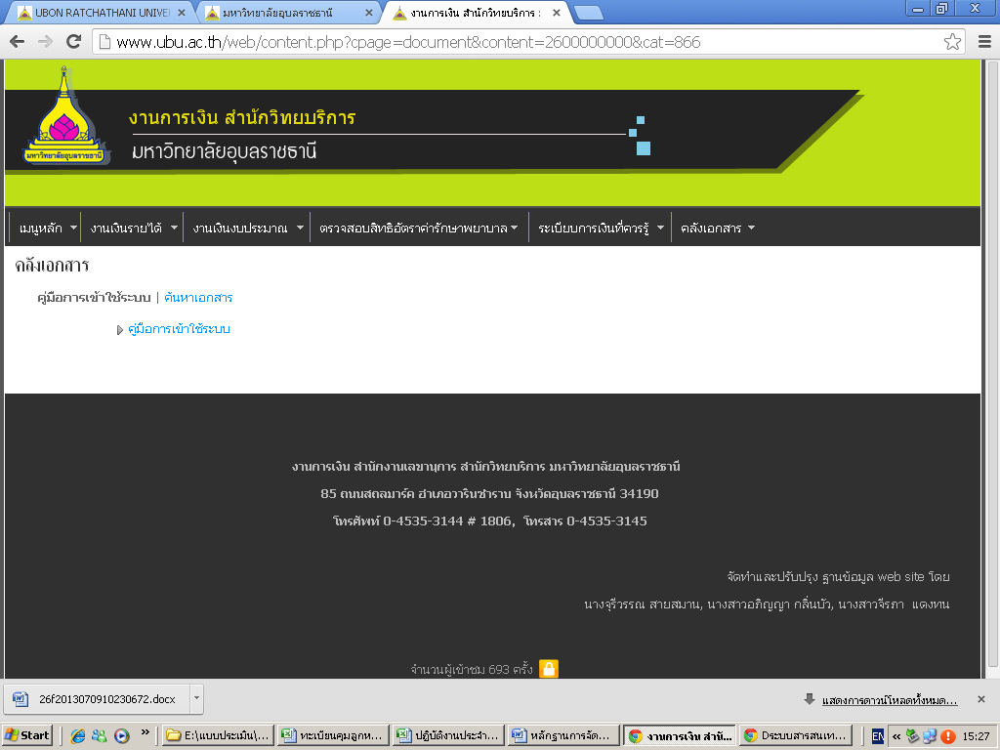 UBON RATCHATHANI UNIVE
มหาวิทยาลัยอุบลราชธานี
งานการเงิน สำนักวิทยบริการ :
www.ubu.ac.th/web/content.php?cpage=document&content=2600000000&cat=866
งานการเงิน สำนักวิทยบริการ
มหาวิทยาลัยอุบลราชธานี
มหาวิทยาลัยอุบลราชธานี
เมนูหลัก งานเงินรายได้ งานเงินงบประมาณ ตรวจสอบสิทธิอัตราค่ารักษาพยาบาล ระเบียบการเงินที่ควรรู้ คลังเอกสาร
คลังเอกสาร
คู่มือการเข้าใช้ระบบ | ค้นหาเอกสาร
คู่มือการเข้าใช้ระบบ
งานการเงิน สำนักงานเลขานุการ สำนักวิทยบริการ มหาวิทยาลัยอุบลราชธานี
85 ถนนสถลมาร์ค อำเภอวารินชำราบ จังหวัดอุบลราชธานี 34190
โทรศัพท์ 0-4535-3144 # 1806, โทรสาร 0-4535-3145
จัดทำและปรับปรุง ฐานข้อมูล web site โดย
นางจุรีวรรณ สายสมาน, นางสาวอภิญญา กลิ่นบัว, นางสาวจีรภา แดงทน
จำนวนผู้เข้าชม 693 ครั้ง
26f2013070910230672.docx
แสดงการดาวน์โหลดทั้งหมด...
Start
E:\แบบประเมิน\...
ทะเบียนคุมลูกห...
ปฏิบัติงานประจำ...
หลักฐานการจัด...
งานการเงิน สำนั...
Dระบบสารสนเท...
EN
15:27